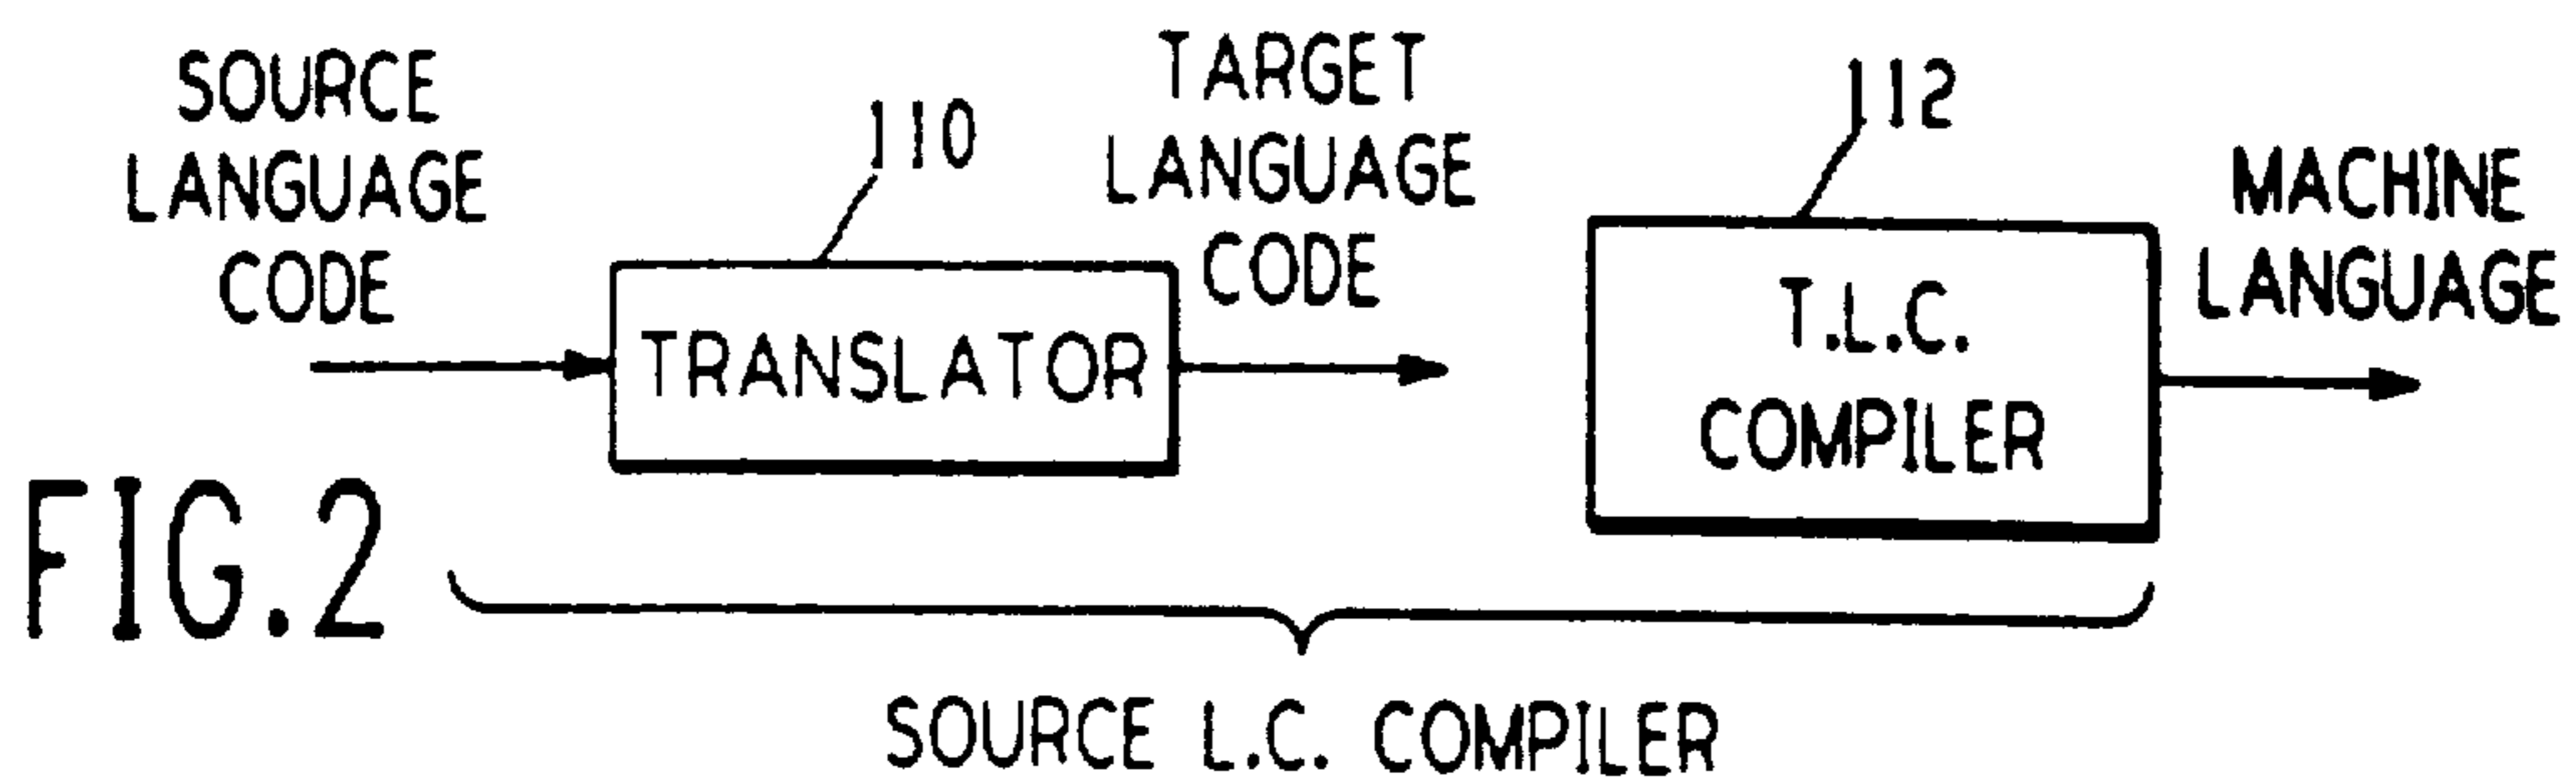 SOURCE
LANGUAGE
CODE
110
TRANSLATOR
TARGET
LANGUAGE
CODE
112
T.L.C.
COMPILER
MACHINE
LANGUAGE
FIG.2
SOURCE L.C. COMPILER